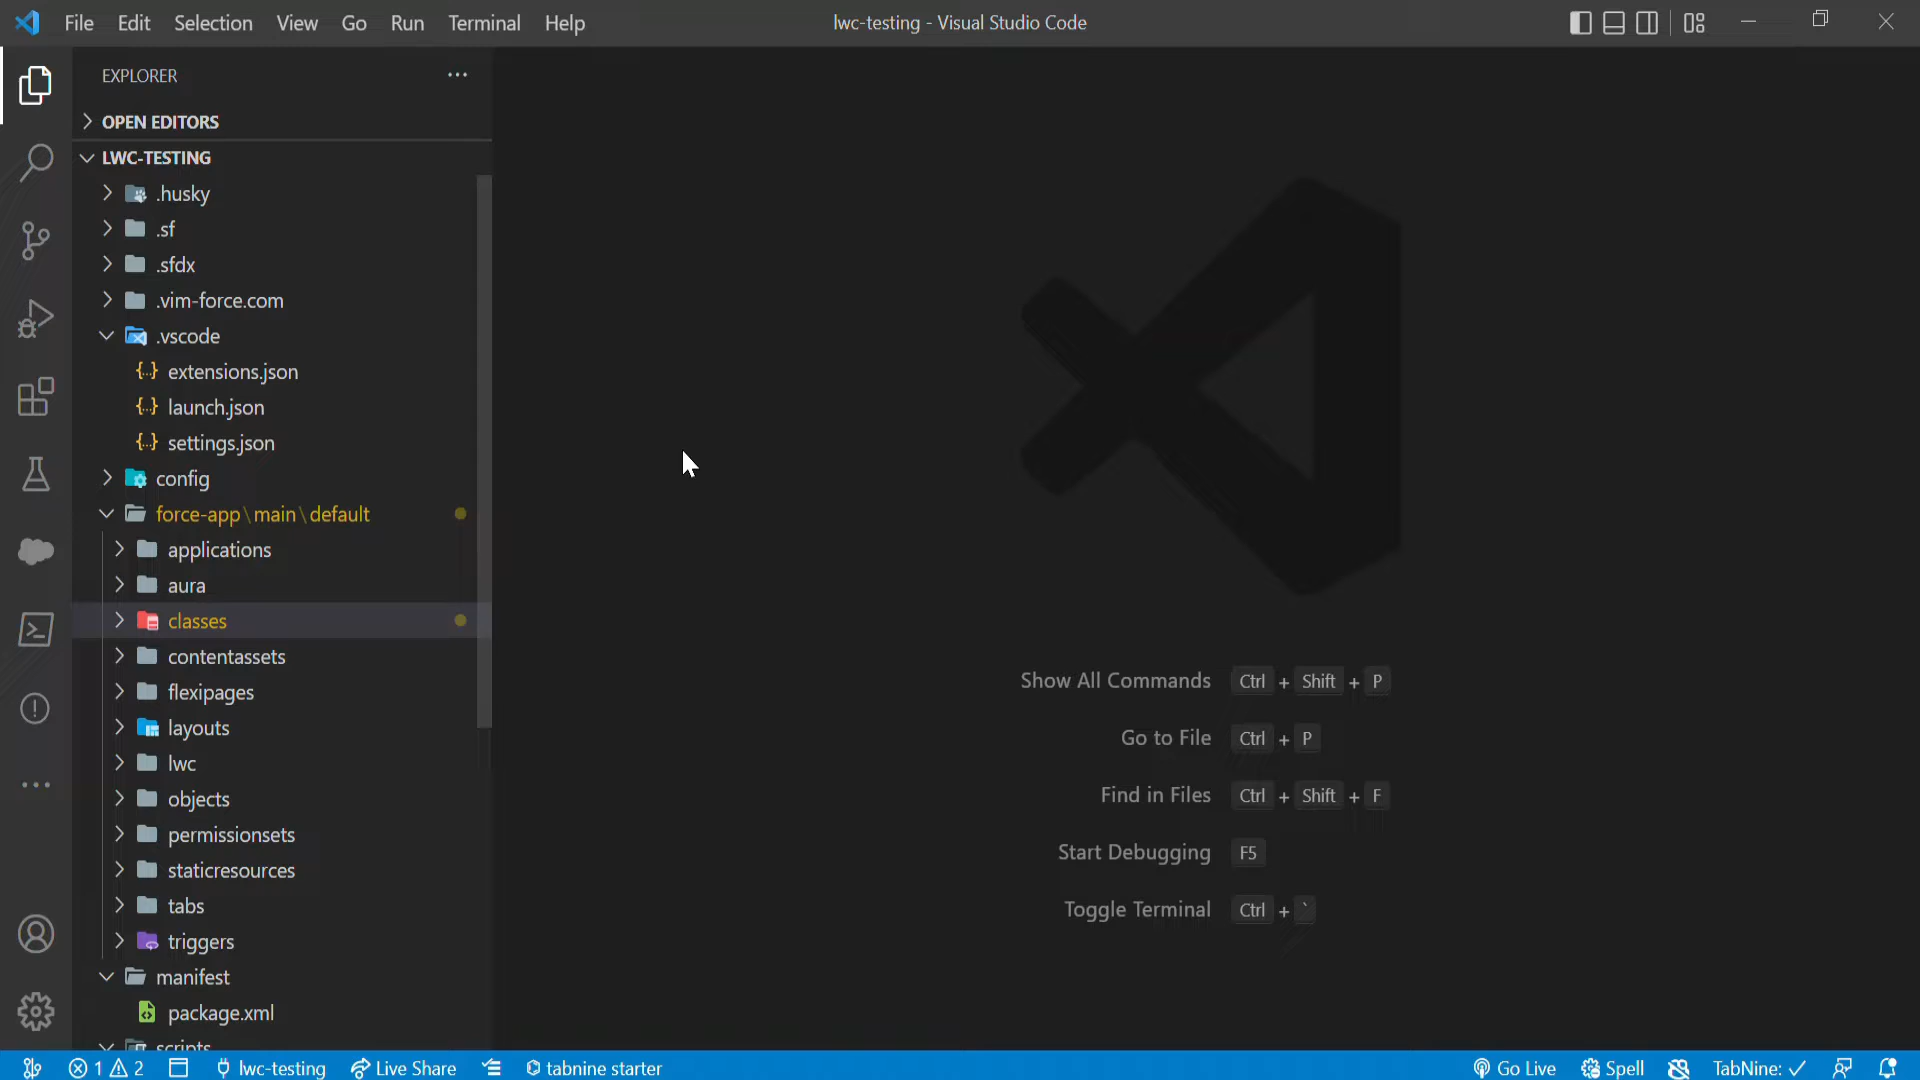 File Edit Selection View Go Run Terminal Help
lwc-testing - Visual Studio Code
EXPLORER
OPEN EDITORS
LWC-TESTING
.husky
.sf
.sfdx
.vim-force.com
.vscode
extensions.json
launch.json
settings.json
config
force-app\main\default
applications
aura
classes
contentassets
flexipages
layouts
lwc
objects
permissionsets
staticresources
tabs
triggers
manifest
package.xml
scripts
Show All Commands Ctrl + Shift + P
Go to File Ctrl + P
Find in Files Ctrl + Shift + F
Start Debugging F5
Toggle Terminal Ctrl + `
1 2 lwc-testing Live Share tabnine starter Go Live Spell TabNine: